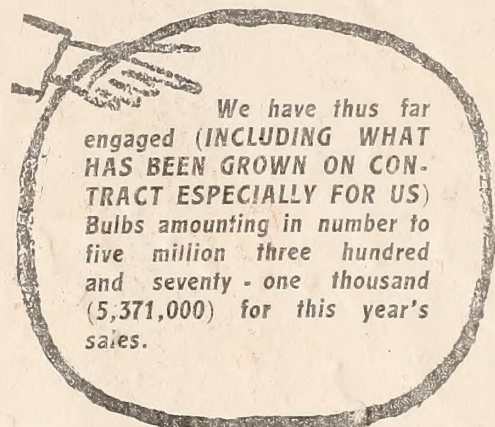 We have thus far
engaged (INCLUDING WHAT
HAS BEEN GROWN ON CON-
TRACT ESPECIALLY FOR US)
Bulbs amounting in number to
five million three hundred
and seventy - one thousand
(5,371,000) for this year's
sales.